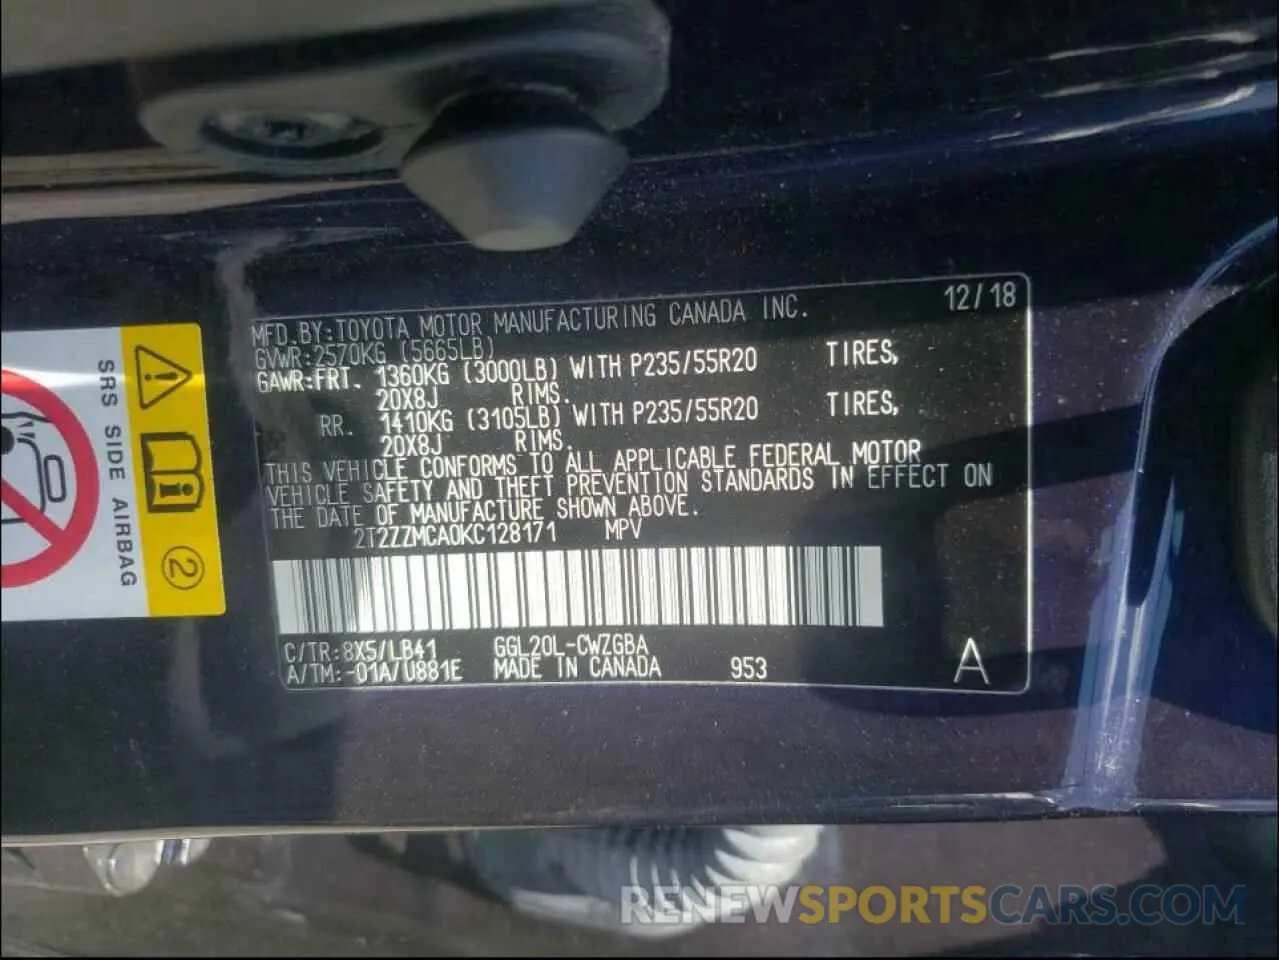 MFD.BY:TOYOTA MOTOR MANUFACTURING CANADA INC. 12/18
GVWR:2570KG (5665LB)
GAWR:FRT. 1360KG (3000LB) WITH P235/55R20 TIRES,
20X8J RIMS.
RR. 1410KG (3105LB) WITH P235/55R20 TIRES,
20X8J RIMS.
THIS VEHICLE CONFORMS TO ALL APPLICABLE FEDERAL MOTOR
VEHICLE SAFETY AND THEFT PREVENTION STANDARDS IN EFFECT ON
THE DATE OF MANUFACTURE SHOWN ABOVE.
2T2ZZMCA0KC128171 MPV
C/TR:8X5/LB41 GGL20L-CWZGBA
A/TM:-01A/U881E MADE IN CANADA 953 A
SRS SIDE AIRBAG
2
RENEWSPORTSCARS.COM